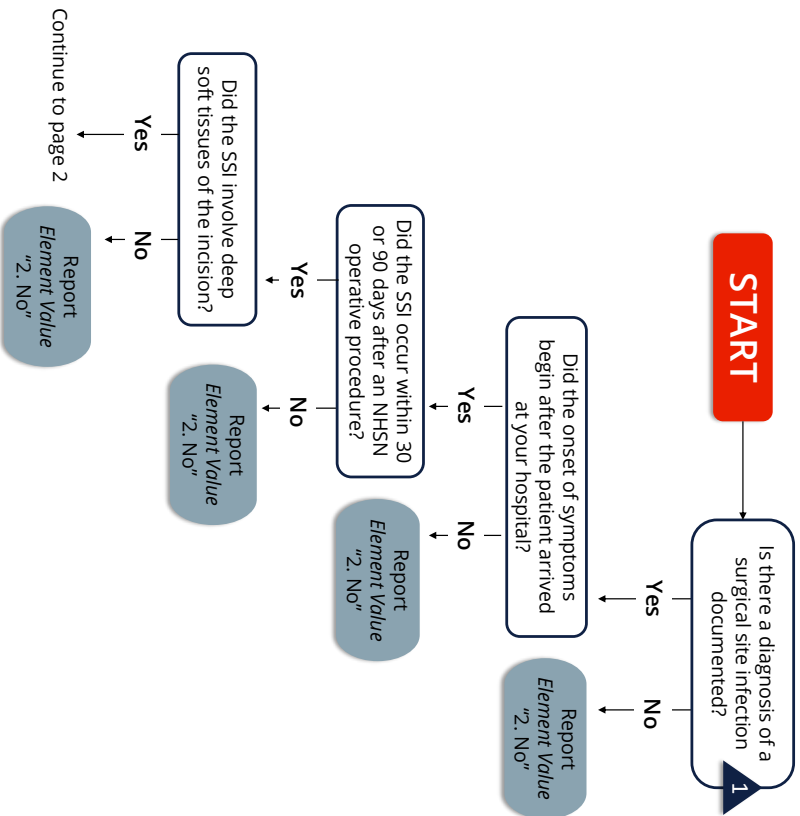 START
Is there a diagnosis of a
surgical site infection
documented?
1
Yes
No
Did the onset of symptoms
begin after the patient arrived
at your hospital?
Report
Element Value
“2. No”
Yes
No
Did the SSI occur within 30
or 90 days after an NHSN
operative procedure?
Report
Element Value
“2. No”
Yes
No
Did the SSI involve deep
soft tissues of the incision?
Report
Element Value
“2. No”
Yes
No
Continue to page 2
Report
Element Value
“2. No”